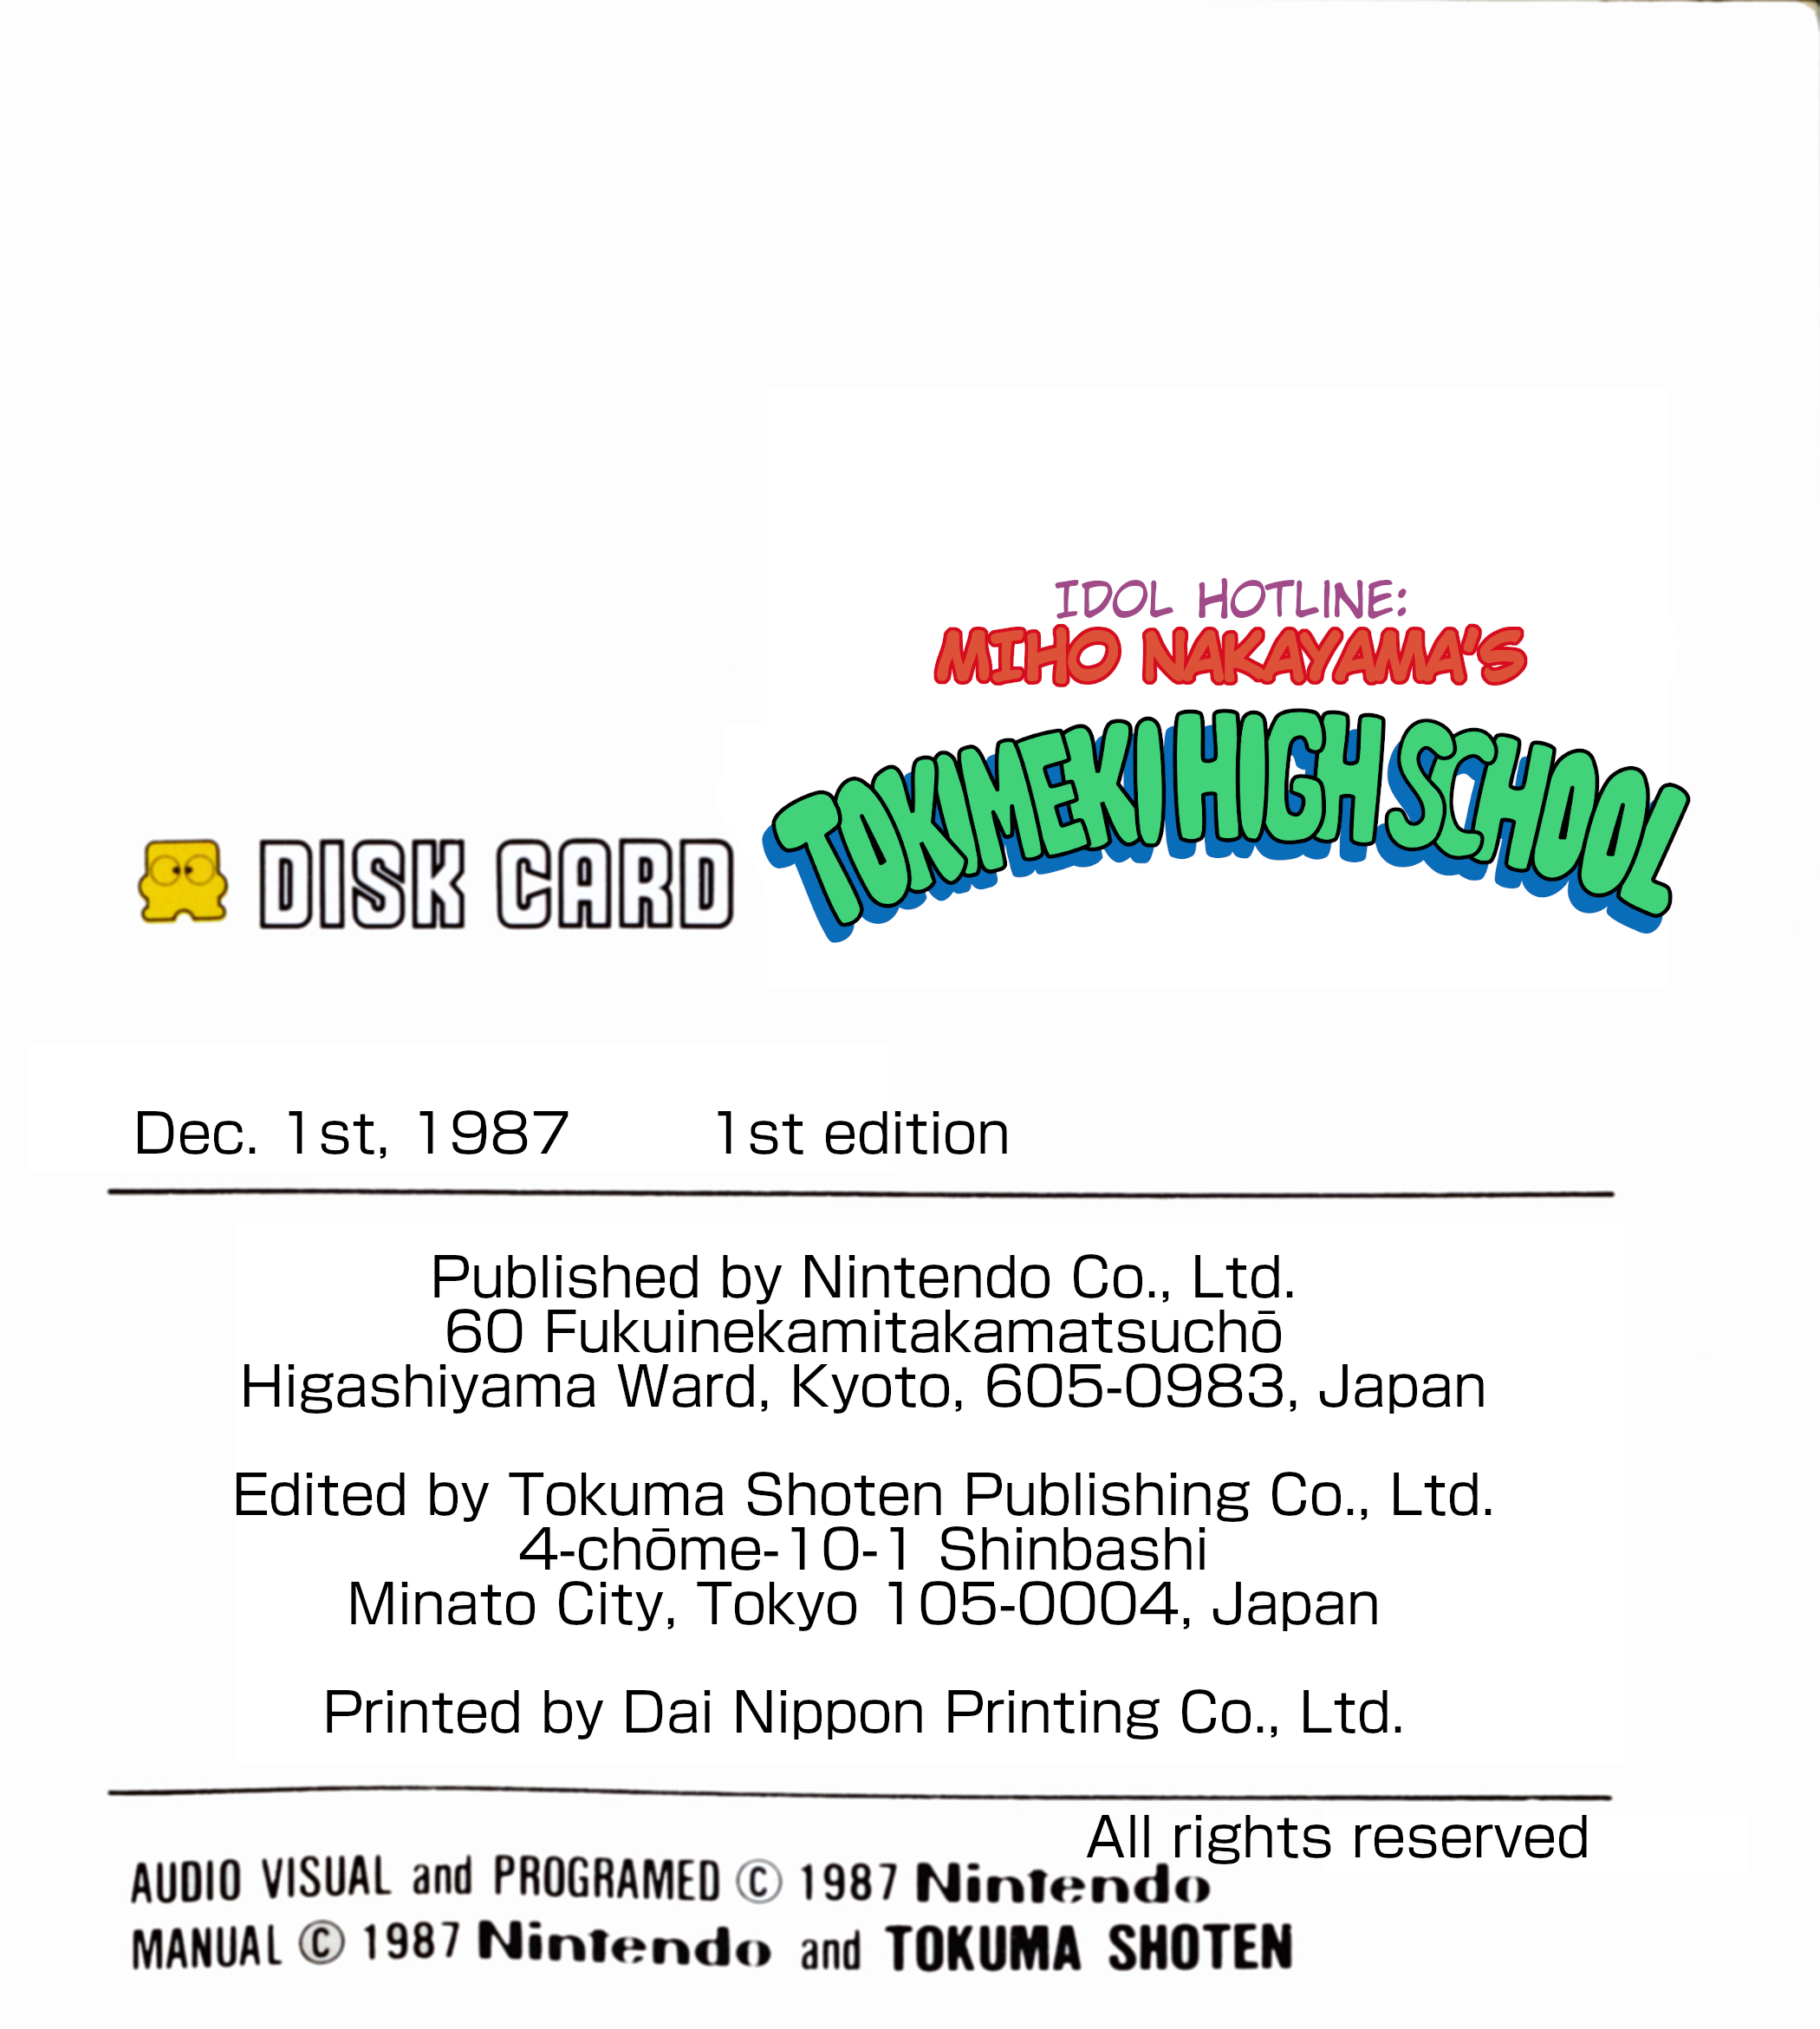 IDOL HOTLINE:
MIHO NAKAYAMA'S
TOKIMEKI HIGH SCHOOL
DISK CARD
Dec. 1st, 1987 1st edition
Published by Nintendo Co., Ltd.
60 Fukuinekamitakamatsuchō
Higashiyama Ward, Kyoto, 605-0983, Japan
Edited by Tokuma Shoten Publishing Co., Ltd.
4-chōme-10-1 Shinbashi
Minato City, Tokyo 105-0004, Japan
Printed by Dai Nippon Printing Co., Ltd.
All rights reserved
AUDIO VISUAL and PROGRAMED © 1987 Nintendo
MANUAL © 1987 Nintendo and TOKUMA SHOTEN